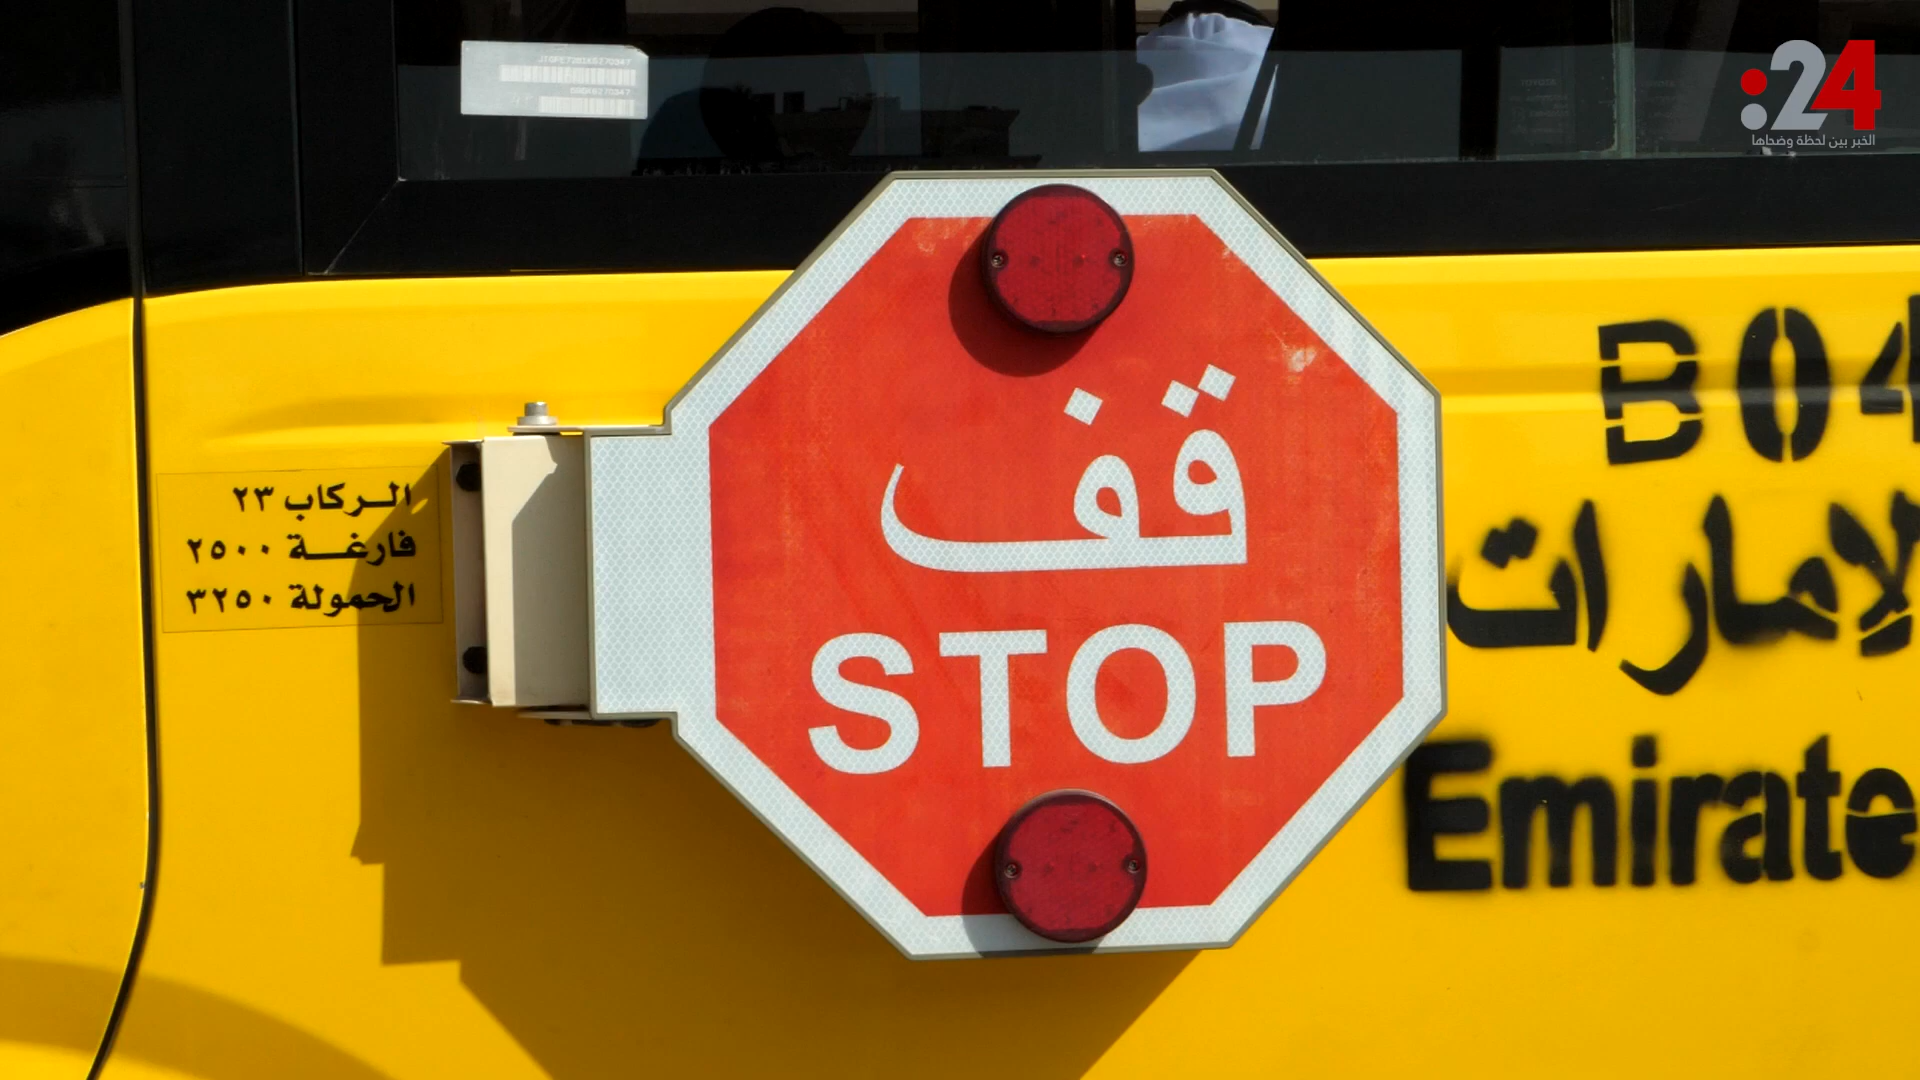 24
الخبر بين لحظة وضحاها
الركاب ٢٣
فارغة ٢٥٠٠
الحمولة ٣٢٥٠
قف
STOP
B04
الإمارات
Emirate